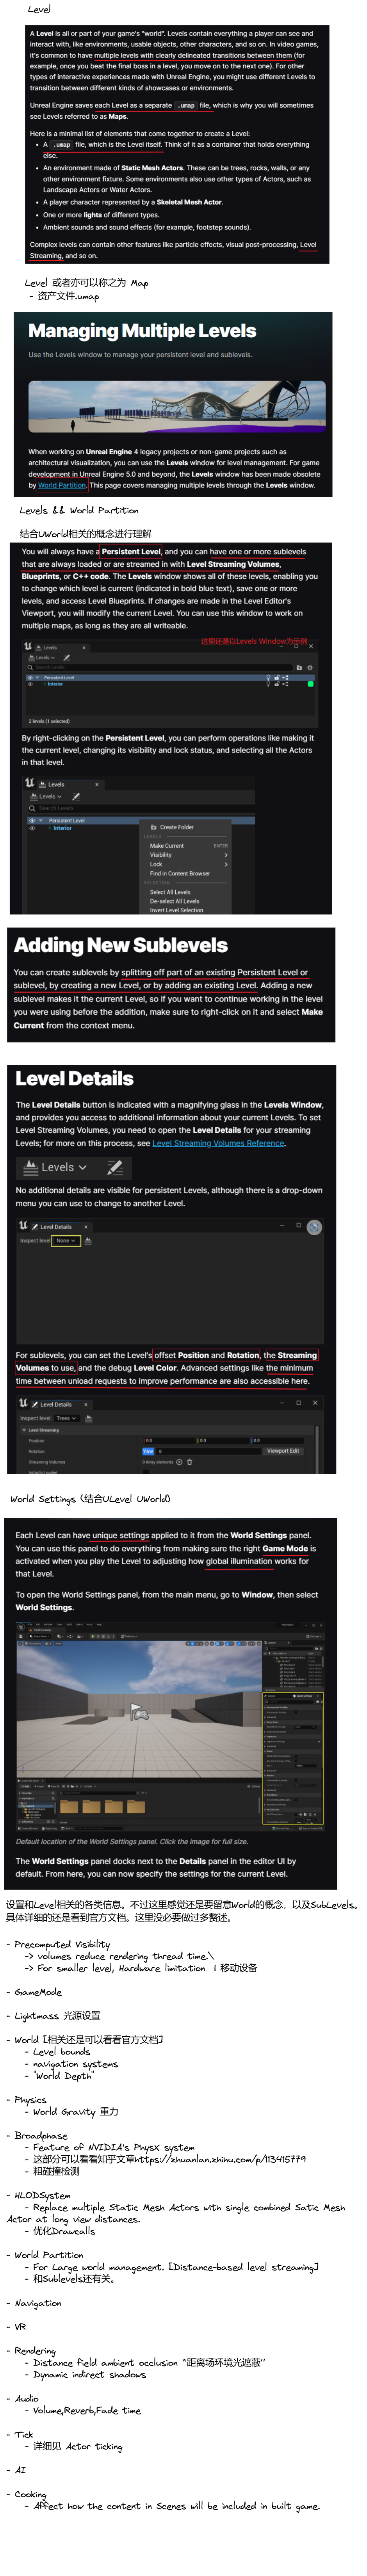 Level
A Level is all or part of your game's "world". Levels contain everything a player can see and
interact with, like environments, usable objects, other characters, and so on. In video games,
it's common to have multiple levels with clearly delineated transitions between them (for
example, once you beat the final boss in a level, you move on to the next one). For other
types of interactive experiences made with Unreal Engine, you might use different Levels to
transition between different kinds of showcases or environments.
Unreal Engine saves each Level as a separate .umap file, which is why you will sometimes
see Levels referred to as Maps.
Here is a minimal list of elements that come together to create a Level:
• A .umap file, which is the Level itself. Think of it as a container that holds everything
else.
• An environment made of Static Mesh Actors. These can be trees, rocks, walls, or any
other environment fixture. Some environments also use other types of Actors, such as
Landscape Actors or Water Actors.
• A player character represented by a Skeletal Mesh Actor.
• One or more lights of different types.
• Ambient sounds and sound effects (for example, footstep sounds).
Complex levels can contain other features like particle effects, visual post-processing, Level
Streaming, and so on.
Level 或者亦可以称之为 Map
- 资产文件.umap
Managing Multiple Levels
Use the Levels window to manage your persistent level and sublevels.
When working on Unreal Engine 4 legacy projects or non-game projects such as
architectural visualization, you can use the Levels window for level management. For game
development in Unreal Engine 5.0 and beyond, the Levels window has been made obsolete
by World Partition. This page covers managing multiple levels through the Levels window.
Levels && World Partition
结合UWorld相关的概念进行理解
You will always have a Persistent Level, and you can have one or more sublevels
that are always loaded or are streamed in with Level Streaming Volumes,
Blueprints, or C++ code. The Levels window shows all of these levels, enabling you
to change which level is current (indicated in bold blue text), save one or more
levels, and access Level Blueprints. If changes are made in the Level Editor's
Viewport, you will modify the current Level. You can use this window to work on
multiple maps, as long as they are all writeable.
这里还是以Levels Window为示例
Levels
Levels
Search Levels
Persistent Level
Interior
2 levels (1 selected)
By right-clicking on the Persistent Level, you can perform operations like making it
the current level, changing its visibility and lock status, and selecting all the Actors
in that level.
Levels
Levels
Search Levels
Persistent Level
Interior
Create Folder
LEVELS
Make Current ENTER
Visibility
Lock
Find in Content Browser
SELECTION
Select All Levels
De-select All Levels
Invert Level Selection
Adding New Sublevels
You can create sublevels by splitting off part of an existing Persistent Level or
sublevel, by creating a new Level, or by adding an existing Level. Adding a new
sublevel makes it the current Level, so if you want to continue working in the level
you were using before the addition, make sure to right-click on it and select Make
Current from the context menu.
Level Details
The Level Details button is indicated with a magnifying glass in the Levels Window,
and provides you access to additional information about your current Levels. To set
Level Streaming Volumes, you need to open the Level Details for your streaming
Levels; for more on this process, see Level Streaming Volumes Reference.
Levels
No additional details are visible for persistent Levels, although there is a drop-down
menu you can use to change to another Level.
Level Details
Inspect level: None
For sublevels, you can set the Level's offset Position and Rotation, the Streaming
Volumes to use, and the debug Level Color. Advanced settings like the minimum
time between unload requests to improve performance are also accessible here.
Level Details
Inspect level: Trees
Level Streaming
Position 0.0 0.0 0.0
Rotation Yaw 0 Viewport Edit
Streaming Volumes 0 Array elements
World Settings (结合ULevel UWorld)
Each Level can have unique settings applied to it from the World Settings panel.
You can use this panel to do everything from making sure the right Game Mode is
activated when you play the Level to adjusting how global illumination works for
that Level.
To open the World Settings panel, from the main menu, go to Window, then select
World Settings.
Default location of the World Settings panel. Click the image for full size.
The World Settings panel docks next to the Details panel in the editor UI by
default. From here, you can now specify the settings for the current Level.
设置和Level相关的各类信息。不过这里感觉还是要留意World的概念，以及SubLevels。
具体详细的还是看到官方文档。这里没必要做过多赘述。
- Precomputed Visibility
-> volumes reduce rendering thread time.\
-> For smaller level, Hardware limitation | 移动设备
- GameMode
- Lightmass 光源设置
- World [相关还是可以看看官方文档]
- Level bounds
- navigation systems
- "World Depth"
- Physics
- World Gravity 重力
- Broadphase
- Feature of NVIDIA's PhysX system
- 这部分可以看看知乎文章https://zhuanlan.zhihu.com/p/113415779
- 粗碰撞检测
- HLODSystem
- Replace multiple Static Mesh Actors with single combined Satic Mesh
Actor at long view distances.
- 优化Drawcalls
- World Partition
- For Large world management. [Distance-based level streaming]
- 和Sublevels还有关。
- Navigation
- VR
- Rendering
- Distance field ambient occlusion “距离场环境光遮蔽”
- Dynamic indirect shadows
- Audio
- Volume,Reverb,Fade time
- Tick
- 详细见 Actor ticking
- AI
- Cooking
- Affect how the content in Scenes will be included in built game.